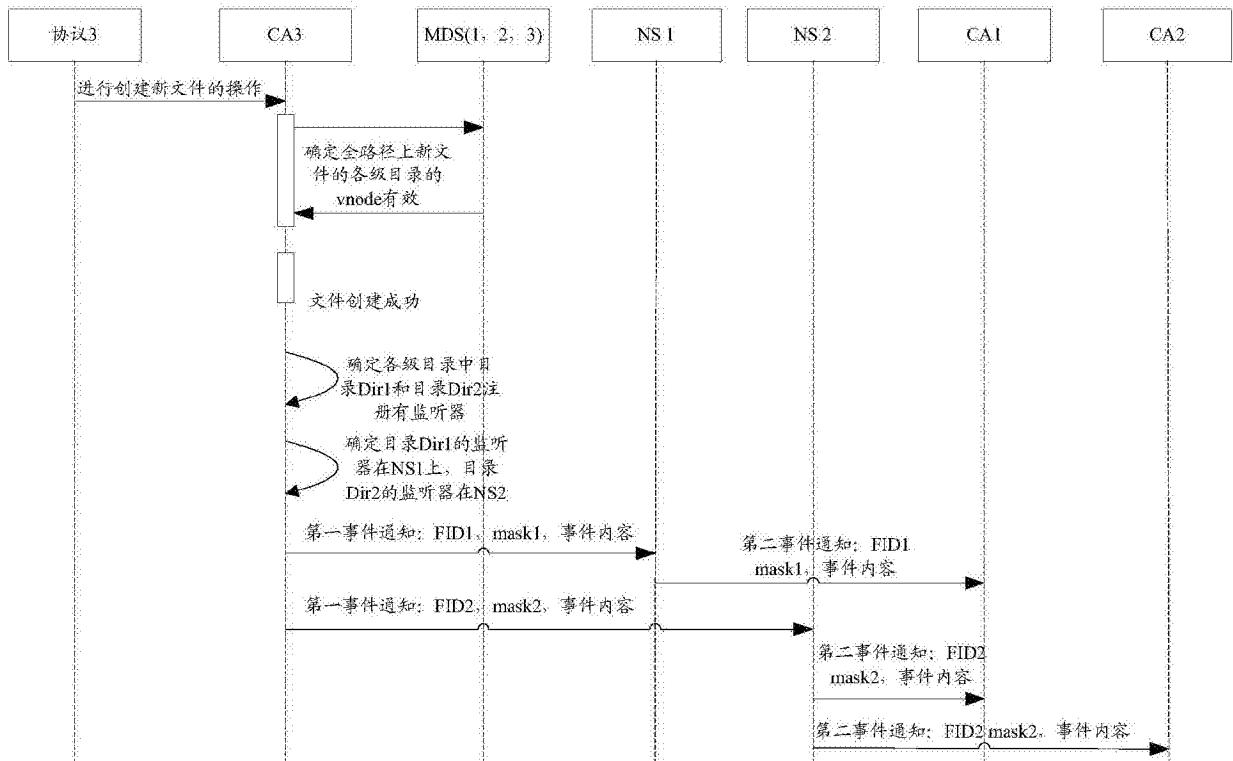 协议3
CA3
MDS(1，2，3)
NS 1
NS 2
CA1
CA2
进行创建新文件的操作
确定全路径上新文
件的各级目录的
vnode有效
文件创建成功
确定各级目录中目
录Dir1和目录Dir2注
册有监听器
确定目录Dir1的监听
器在NS1上，目录
Dir2的监听器在NS2
第一事件通知：FID1，mask1，事件内容
第二事件通知：FID1
mask1，事件内容
第一事件通知：FID2，mask2，事件内容
第二事件通知：FID2
mask2，事件内容
第二事件通知：FID2 mask2，事件内容